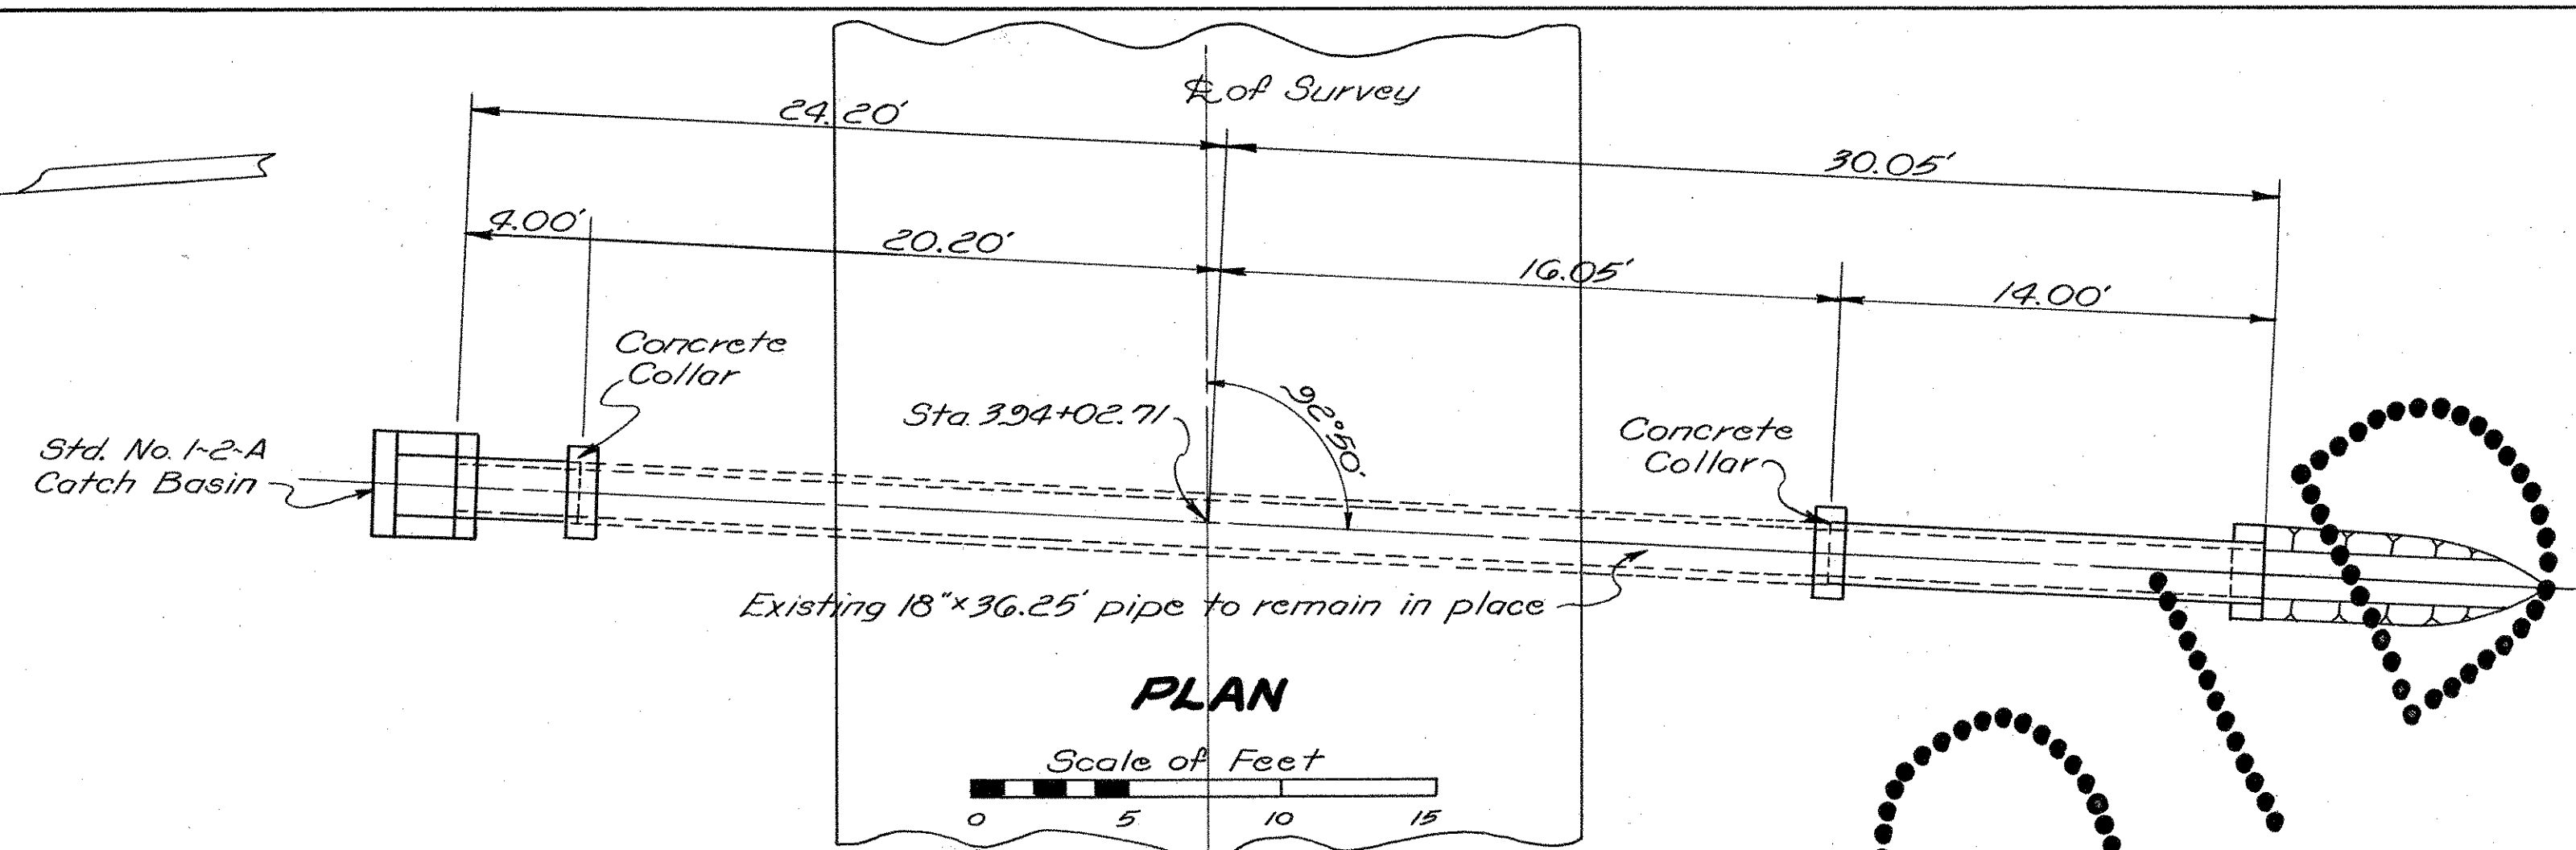 ℄ of Survey
24.20'
30.05'
4.00'
20.20'
16.05'
14.00'
Concrete
Collar
Sta. 394+02.71
92°50'
Concrete
Collar
Std. No. 1-2-A
Catch Basin
Existing 18"×36.25' pipe to remain in place
PLAN
Scale of Feet
0 5 10 15